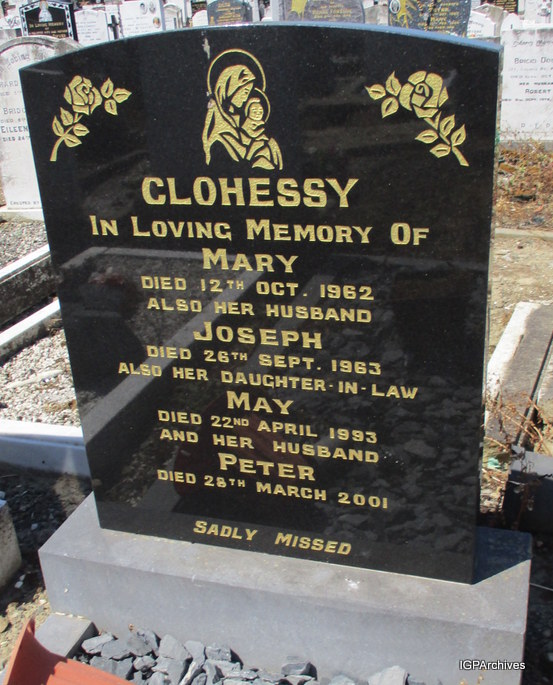 CLOHESSY
IN LOVING MEMORY OF
MARY
DIED 12TH OCT. 1962
ALSO HER HUSBAND
JOSEPH
DIED 26TH SEPT. 1963
ALSO HER DAUGHTER-IN-LAW
MAY
DIED 22ND APRIL 1993
AND HER HUSBAND
PETER
DIED 28TH MARCH 2001
SADLY MISSED
IGPArchives